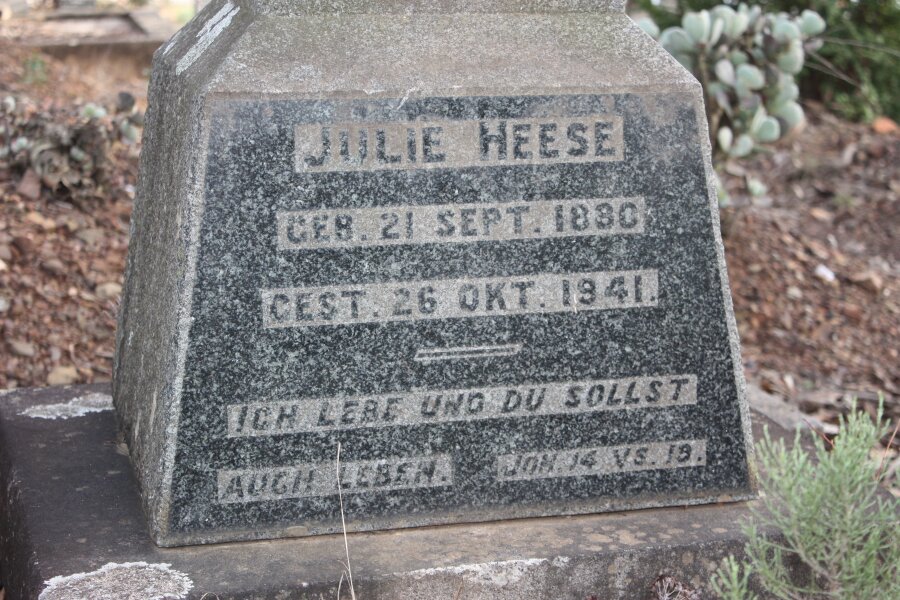 JULIE HEESE
GEB. 21 SEPT. 1880
GEST. 26 OKT. 1941.
ICH LEBE UND DU SOLLST
AUCH LEBEN. JOH. 14 VS. 19.